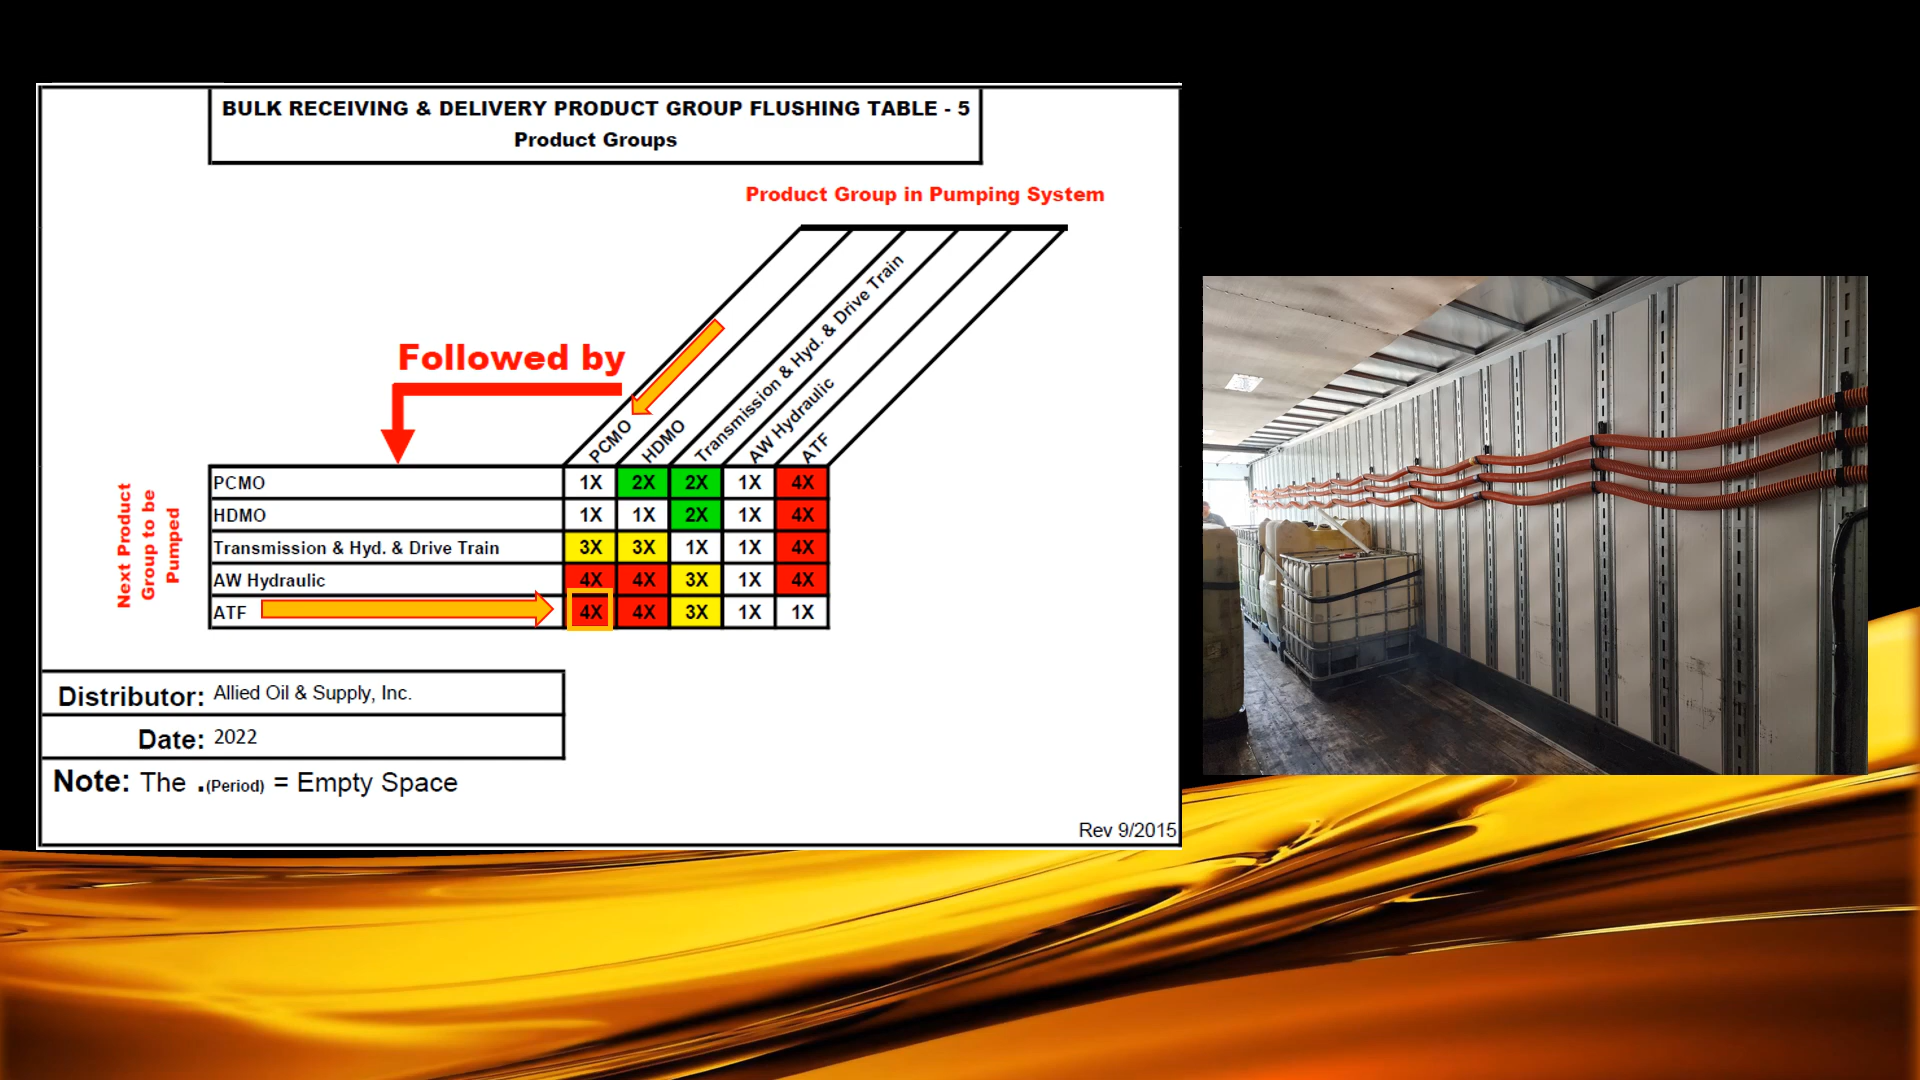 BULK RECEIVING & DELIVERY PRODUCT GROUP FLUSHING TABLE - 5
Product Groups
Product Group in Pumping System
Followed by
PCMO
HDMO
Transmission & Hyd. & Drive Train
AW Hydraulic
ATF
Next Product
Group to be
Pumped
PCMO 1X 2X 2X 1X 4X
HDMO 1X 1X 2X 1X 4X
Transmission & Hyd. & Drive Train 3X 3X 1X 1X 4X
AW Hydraulic 4X 4X 3X 1X 4X
ATF 4X 4X 3X 1X 1X
Distributor: Allied Oil & Supply, Inc.
Date: 2022
Note: The .(Period) = Empty Space
Rev 9/2015